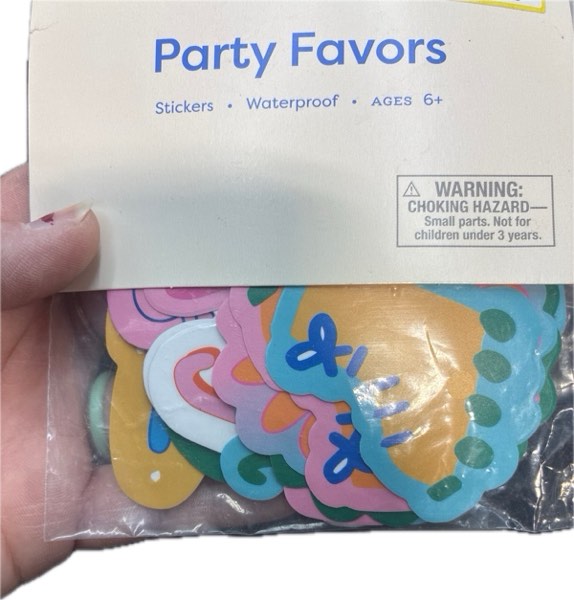 Party Favors
Stickers • Waterproof • AGES 6+
⚠ WARNING:
CHOKING HAZARD—
Small parts. Not for
children under 3 years.